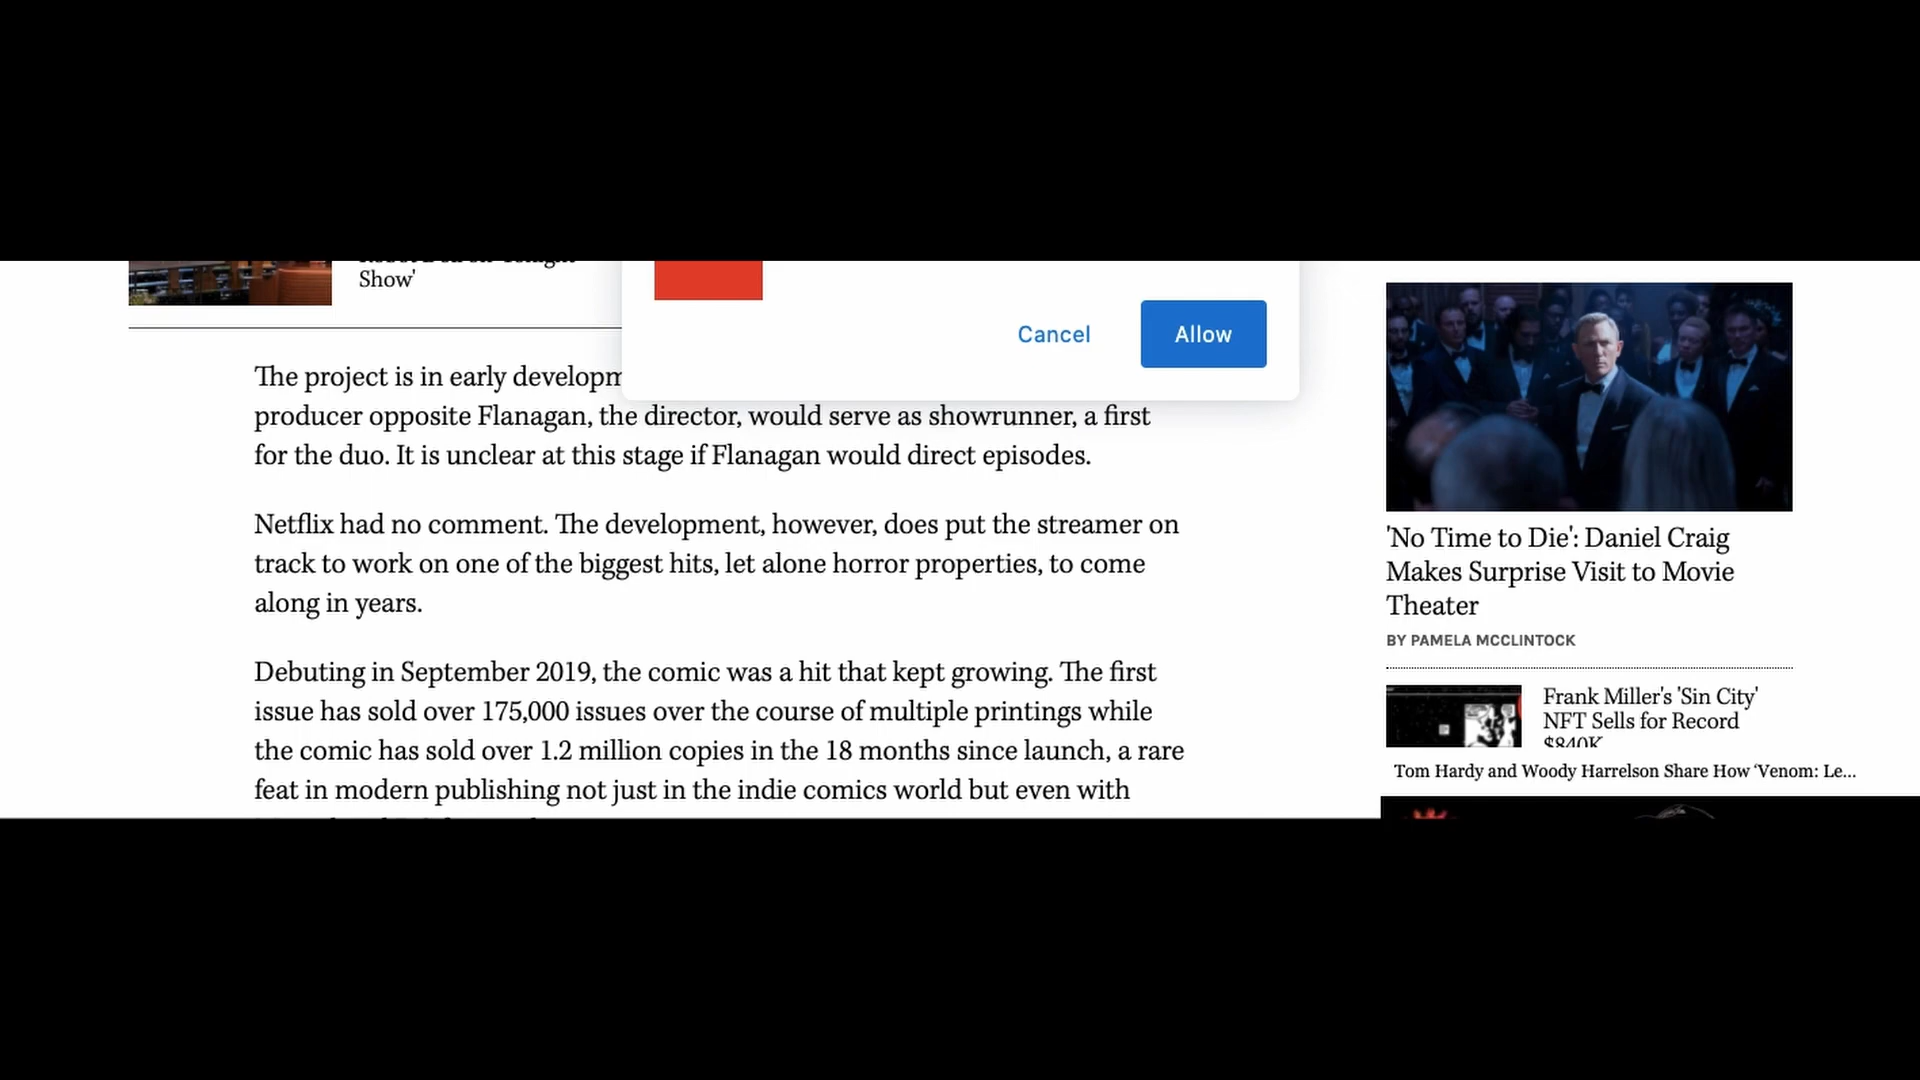 Show'
Cancel
Allow
The project is in early
producer opposite Flanagan, the director, would serve as showrunner, a first
for the duo. It is unclear at this stage if Flanagan would direct episodes.
Netflix had no comment. The development, however, does put the streamer on
track to work on one of the biggest hits, let alone horror properties, to come
along in years.
Debuting in September 2019, the comic was a hit that kept growing. The first
issue has sold over 175,000 issues over the course of multiple printings while
the comic has sold over 1.2 million copies in the 18 months since launch, a rare
feat in modern publishing not just in the indie comics world but even with
'No Time to Die': Daniel Craig
Makes Surprise Visit to Movie
Theater
BY PAMELA MCCLINTOCK
Frank Miller's 'Sin City'
NFT Sells for Record
$840K
Tom Hardy and Woody Harrelson Share How ‘Venom: Le...